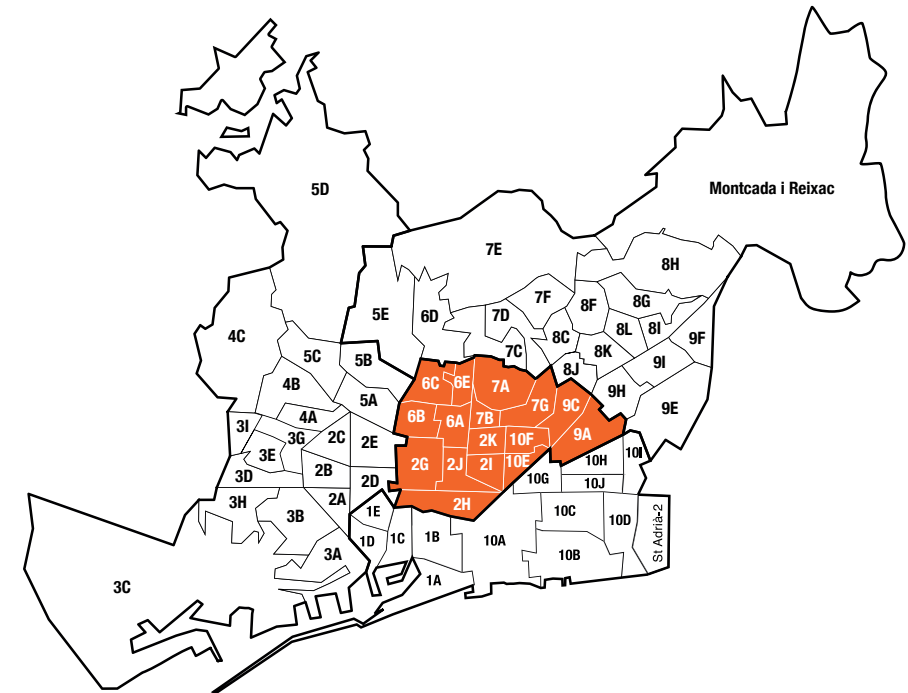 5D
Montcada i Reixac
7E
8H
5E
6D
7F
8F
8G
7D
8C
8L
8I
9F
4C
5C
5B
7C
8K
9I
8J
4B
6C
6E
7A
9H
5A
7G
9C
9E
3I
4A
6B
6A
7B
9A
3G
2C
2E
2K
10F
3E
10I
3D
2B
2G
2J
2I
10E
10H
2D
10G
10J
3H
2A
2H
3B
1E
10C
10D
St Adrià-2
1D
1C
1B
10A
3A
10B
3C
1A